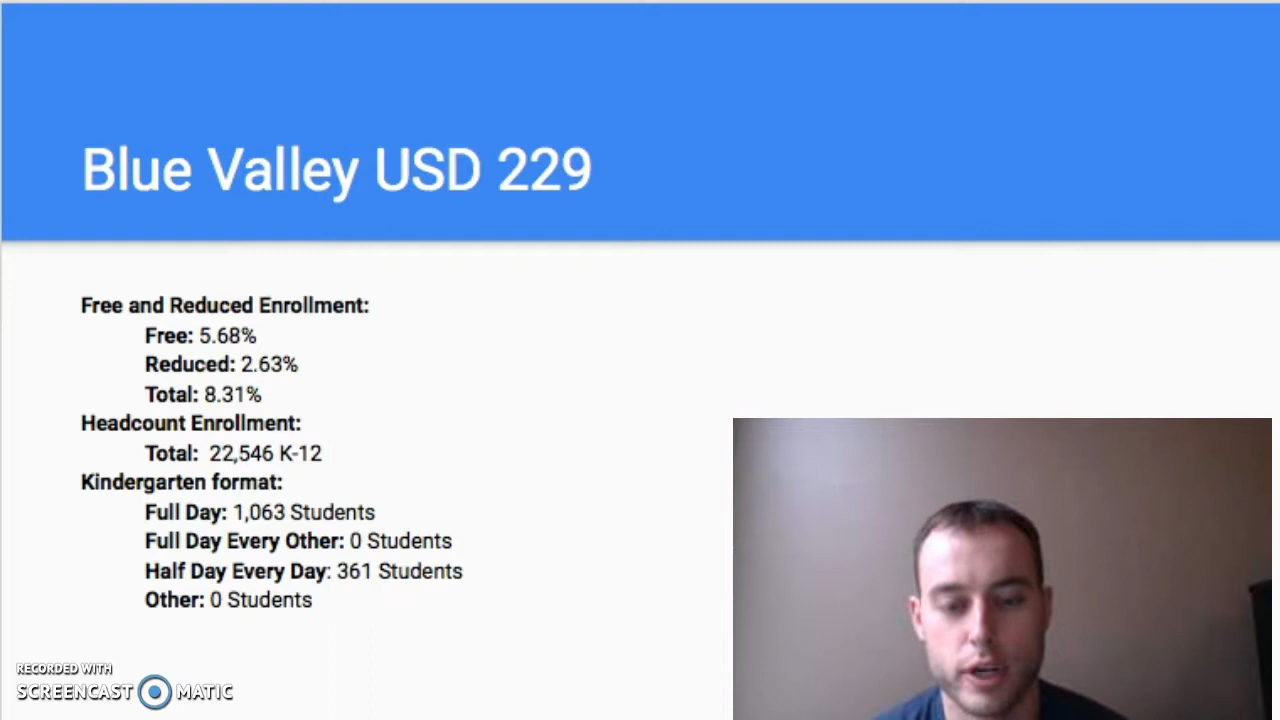 Blue Valley USD 229
Free and Reduced Enrollment:
Free: 5.68%
Reduced: 2.63%
Total: 8.31%
Headcount Enrollment:
Total: 22,546 K-12
Kindergarten format:
Full Day: 1,063 Students
Full Day Every Other: 0 Students
Half Day Every Day: 361 Students
Other: 0 Students
RECORDED WITH
SCREENCAST MATIC